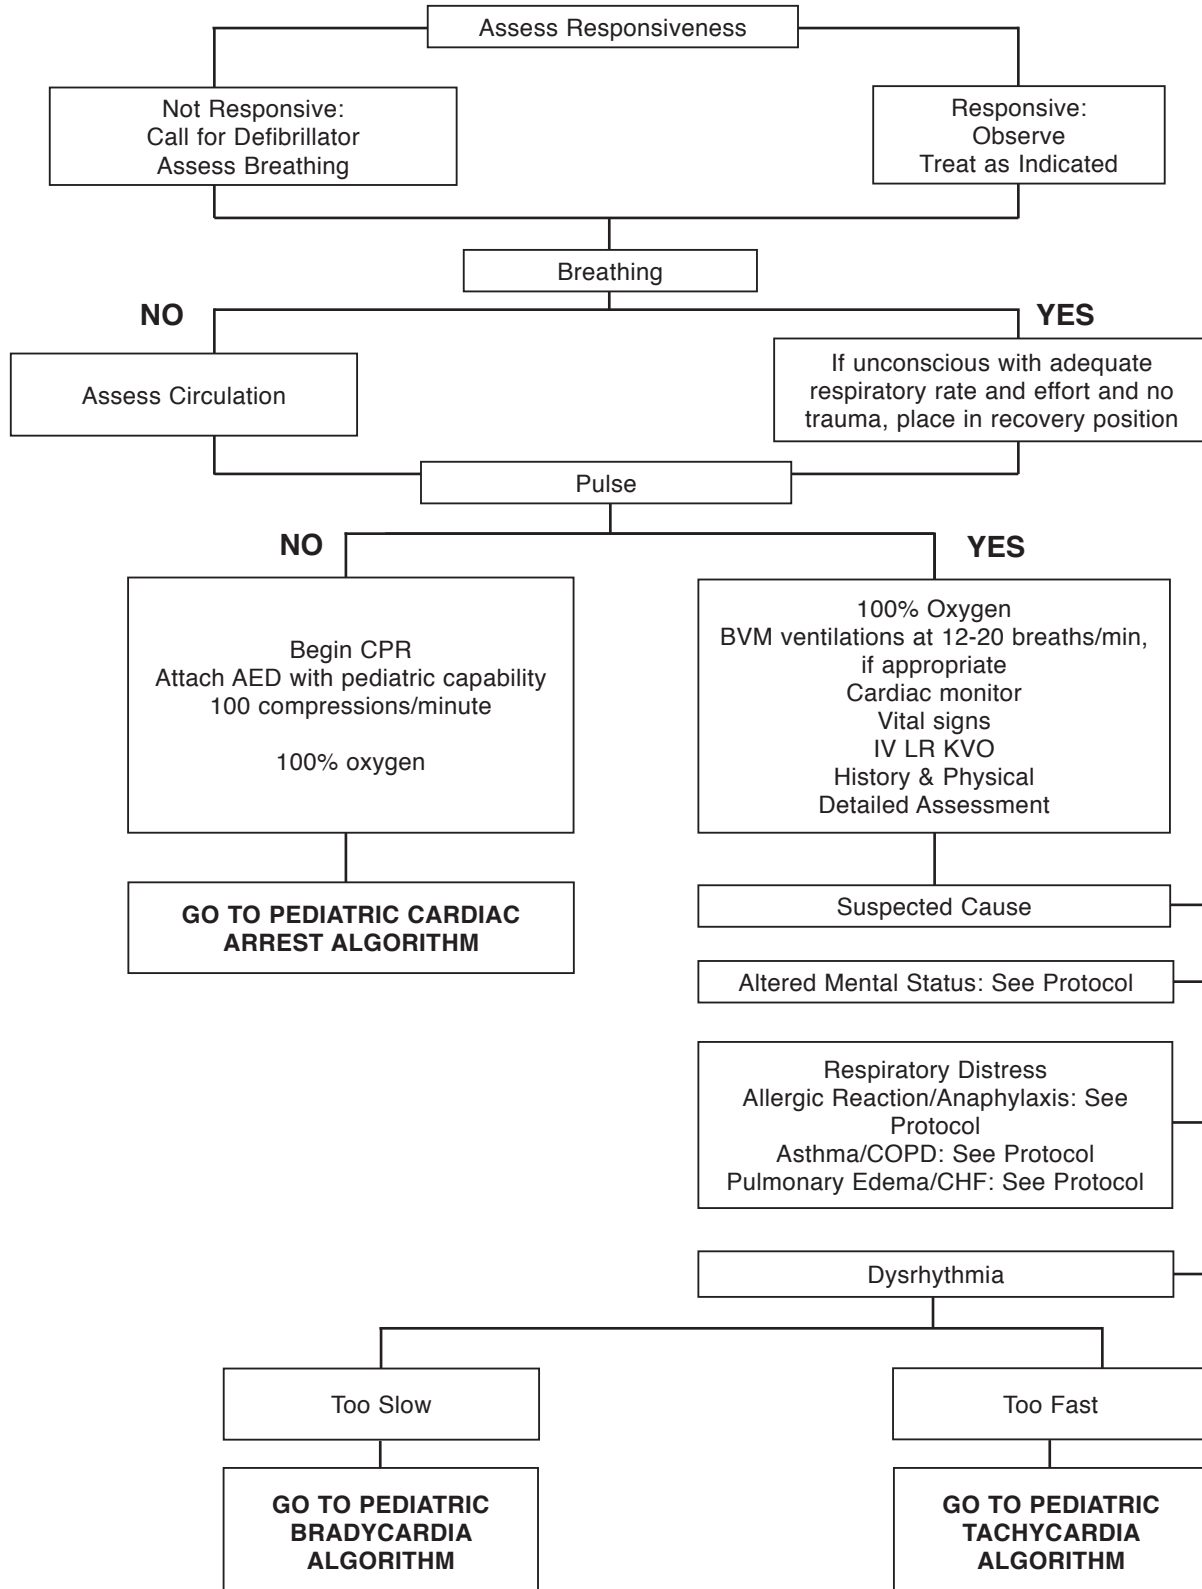 Assess Responsiveness
Not Responsive:
Call for Defibrillator
Assess Breathing
Responsive:
Observe
Treat as Indicated
Breathing
NO
YES
Assess Circulation
If unconscious with adequate
respiratory rate and effort and no
trauma, place in recovery position
Pulse
NO
YES
Begin CPR
Attach AED with pediatric capability
100 compressions/minute
100% oxygen
100% Oxygen
BVM ventilations at 12-20 breaths/min,
if appropriate
Cardiac monitor
Vital signs
IV LR KVO
History & Physical
Detailed Assessment
GO TO PEDIATRIC CARDIAC
ARREST ALGORITHM
Suspected Cause
Altered Mental Status: See Protocol
Respiratory Distress
Allergic Reaction/Anaphylaxis: See
Protocol
Asthma/COPD: See Protocol
Pulmonary Edema/CHF: See Protocol
Dysrhythmia
Too Slow
Too Fast
GO TO PEDIATRIC
BRADYCARDIA
ALGORITHM
GO TO PEDIATRIC
TACHYCARDIA
ALGORITHM